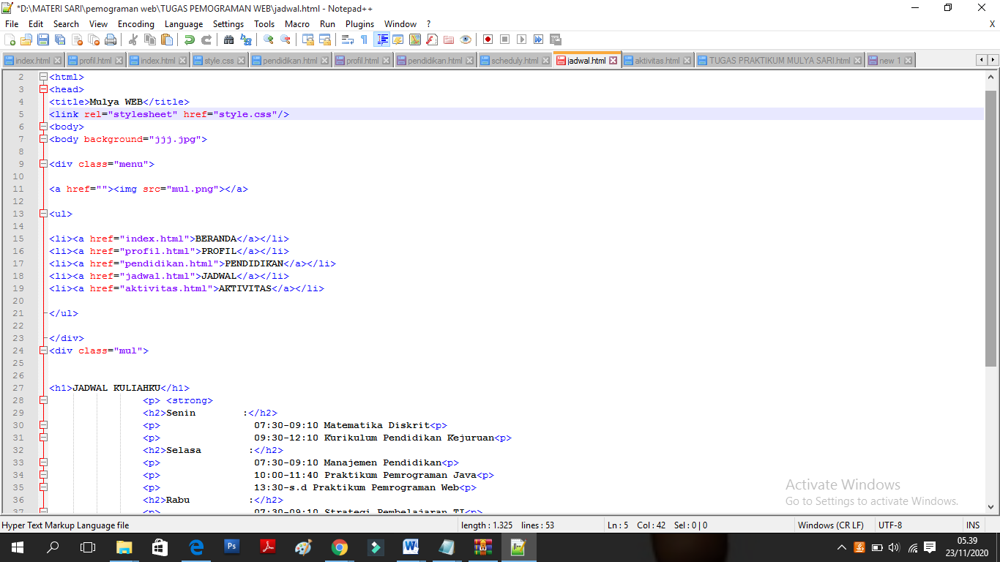 *D:\MATERI SARI\pemograman web\TUGAS PEMOGRAMAN WEB\jadwal.html - Notepad++
File Edit Search View Encoding Language Settings Tools Macro Run Plugins Window ? X
index.html profil.html index.html style.css pendidikan.html profil.html pendidikan.html scheduly.html jadwal.html aktivitas.html TUGAS PRAKTIKUM MULYA SARI.html new 1
2 <html>
3 <head>
4 <title>Mulya WEB</title>
5 <link rel="stylesheet" href="style.css"/>
6 <body>
7 <body background="jjj.jpg">
8
9 <div class="menu">
10
11 <a href=""><img src="mul.png"></a>
12
13 <ul>
14
15 <li><a href="index.html">BERANDA</a></li>
16 <li><a href="profil.html">PROFIL</a></li>
17 <li><a href="pendidikan.html">PENDIDIKAN</a></li>
18 <li><a href="jadwal.html">JADWAL</a></li>
19 <li><a href="aktivitas.html">AKTIVITAS</a></li>
20
21 </ul>
22
23 </div>
24 <div class="mul">
25
26
27 <h1>JADWAL KULIAHKU</h1>
28 <p> <strong>
29 <h2>Senin :</h2>
30 <p> 07:30-09:10 Matematika Diskrit<p>
31 <p> 09:30-12:10 Kurikulum Pendidikan Kejuruan<p>
32 <h2>Selasa :</h2>
33 <p> 07:30-09:10 Manajemen Pendidikan<p>
34 <p> 10:00-11:40 Praktikum Pemrograman Java<p>
35 <p> 13:30-s.d Praktikum Pemrograman Web<p>
36 <h2>Rabu :</h2>
37 <p> 07:30-09:10 Strategi Pembelajaran TI<p>
Activate Windows
Go to Settings to activate Windows.
Hyper Text Markup Language file length : 1.325 lines : 53 Ln : 5 Col : 42 Sel : 0 | 0 Windows (CR LF) UTF-8 INS
05.39
23/11/2020